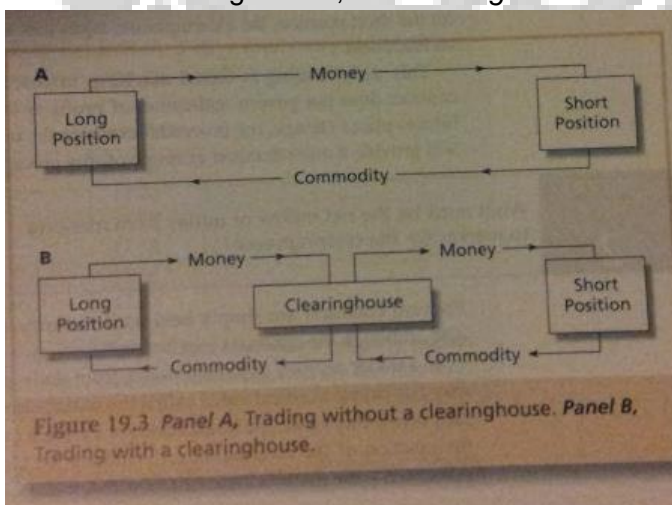 A
Money
Long
Position
Short
Position
Commodity
B
Money
Money
Long
Position
Clearinghouse
Short
Position
Commodity
Commodity
Figure 19.3 Panel A, Trading without a clearinghouse. Panel B,
Trading with a clearinghouse.